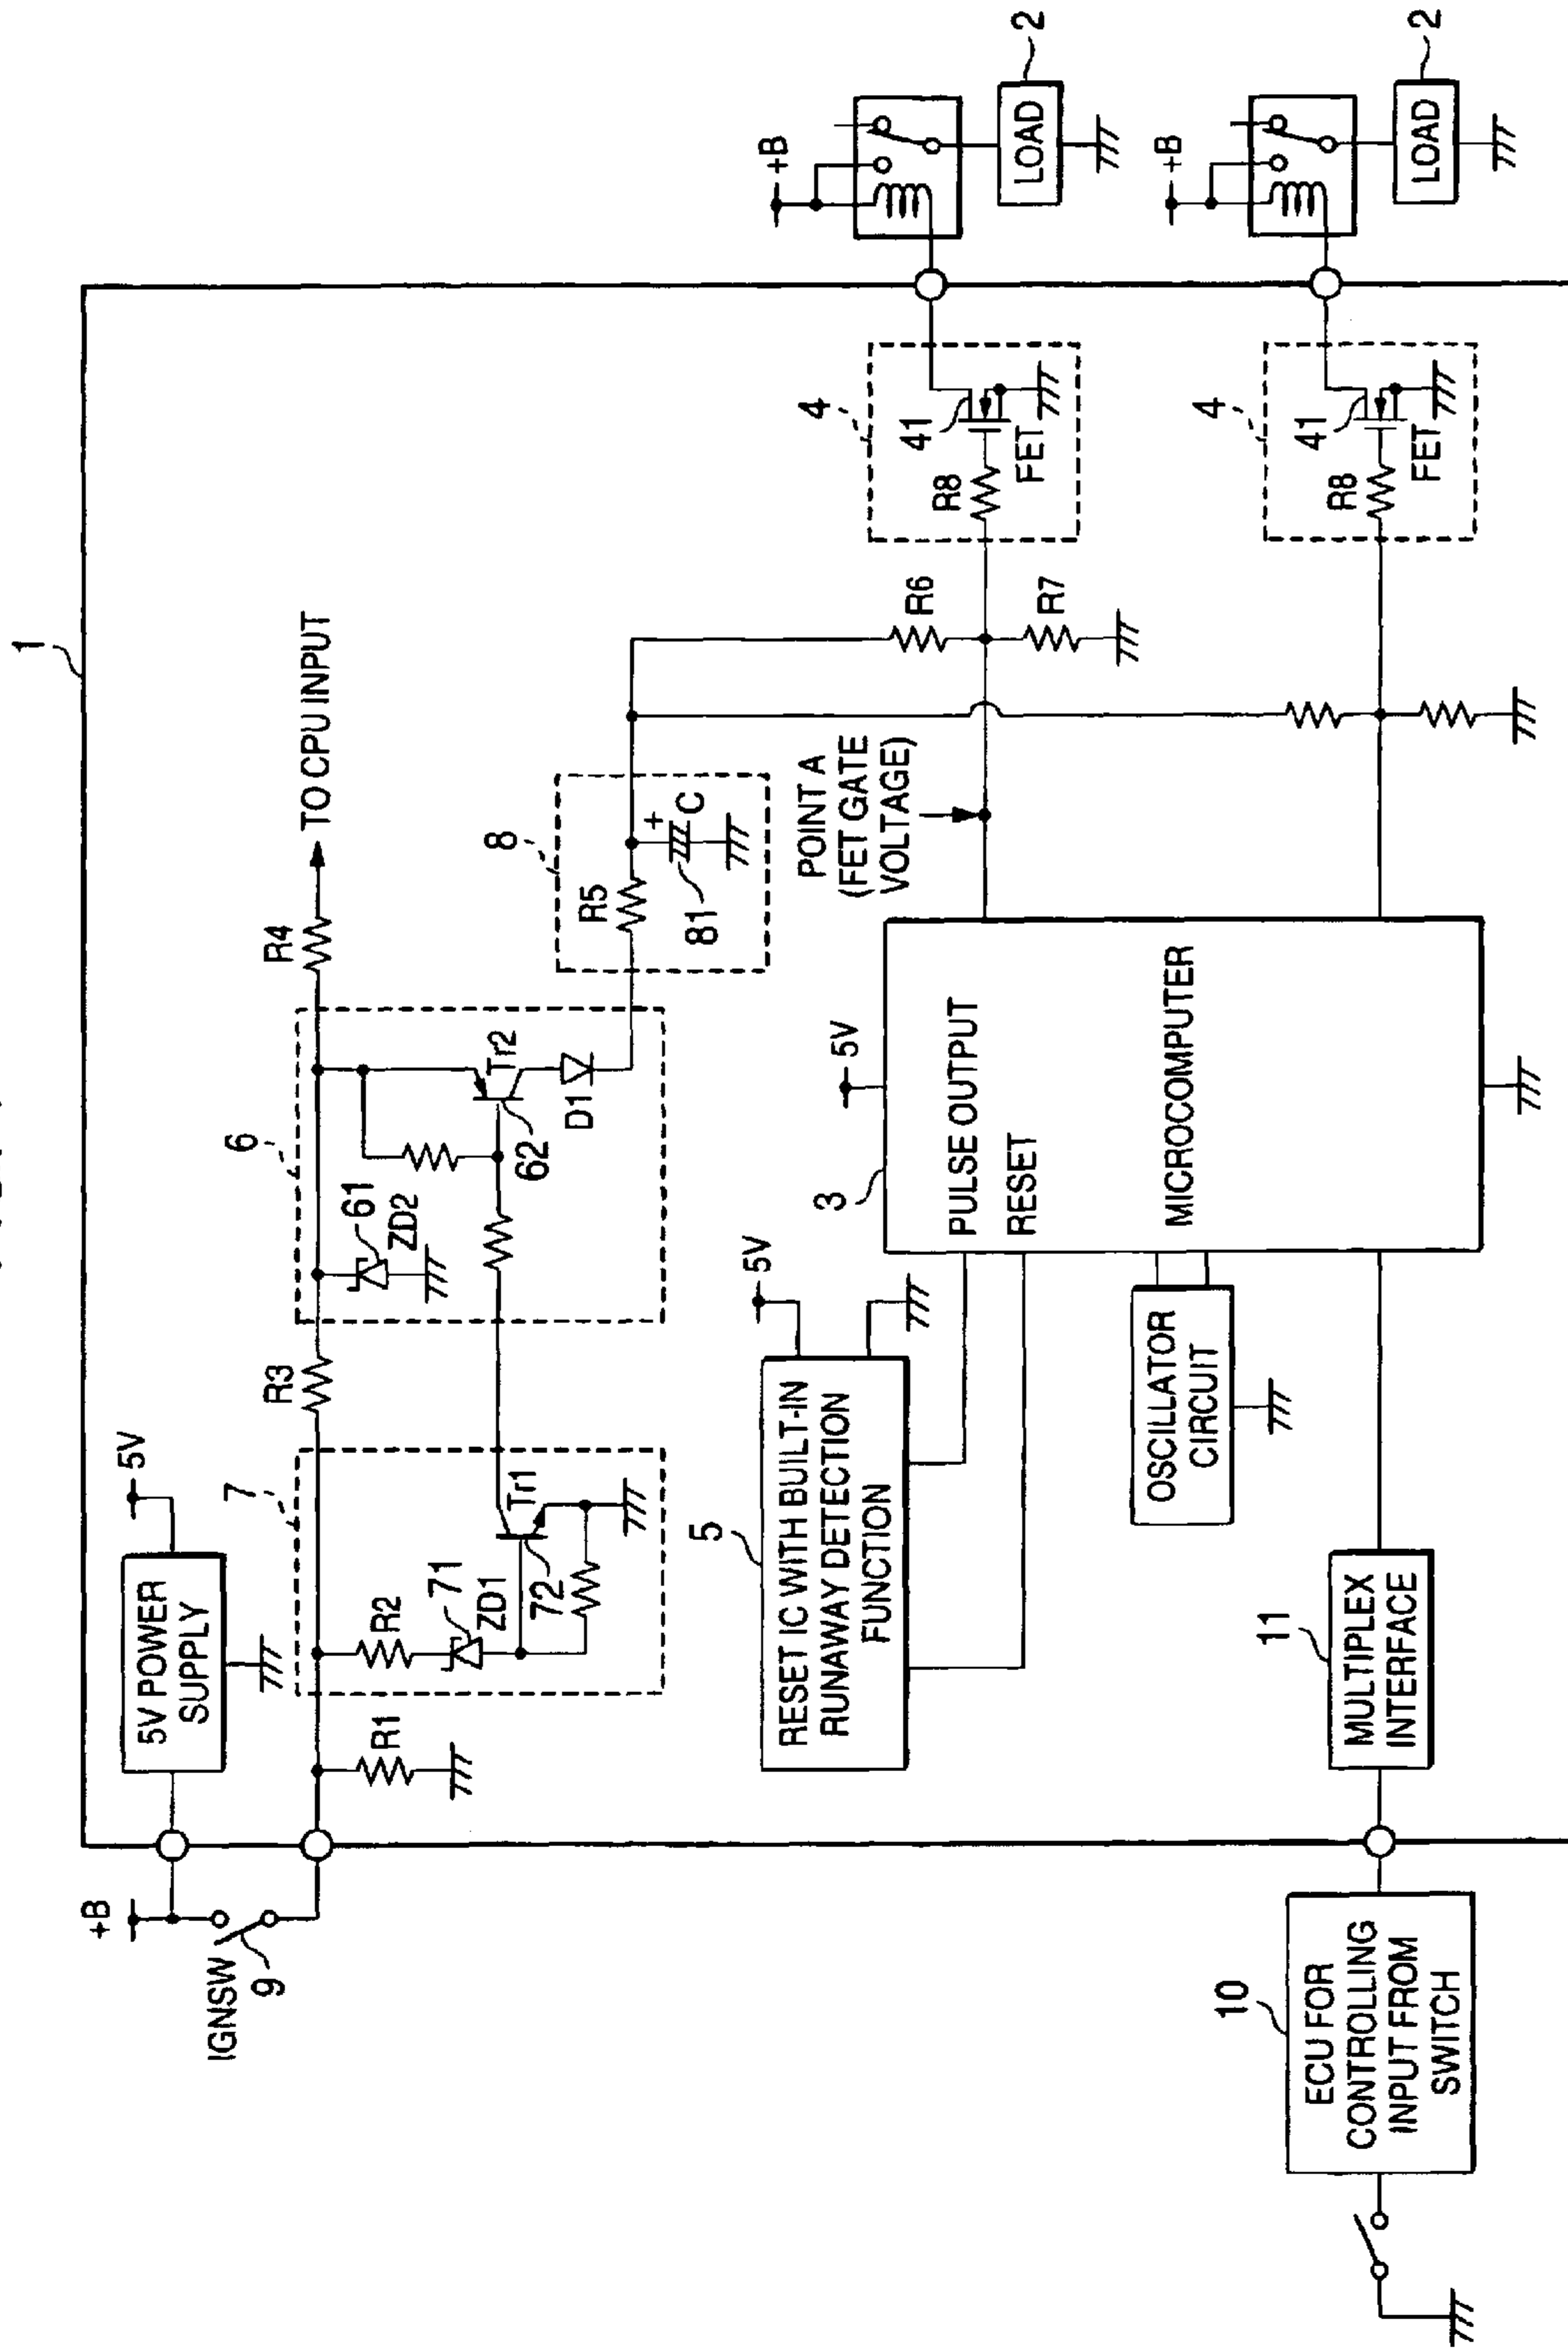 1
+B
IGNSW
9
5V POWER
SUPPLY
5V
R1
7
R2
71
ZD1
72
Tr1
R3
6
61
ZD2
62
Tr2
D1
R4
TO CPU INPUT
8
R5
81
+
C
POINT A
(FET GATE
VOLTAGE)
R6
R7
4
41
R8
FET
+B
LOAD
2
4
41
R8
FET
+B
LOAD
2
5
RESET IC WITH BUILT-IN
RUNAWAY DETECTION
FUNCTION
5V
3
5V
PULSE OUTPUT
RESET
MICROCOMPUTER
OSCILLATOR
CIRCUIT
11
MULTIPLEX
INTERFACE
10
ECU FOR
CONTROLLING
INPUT FROM
SWITCH